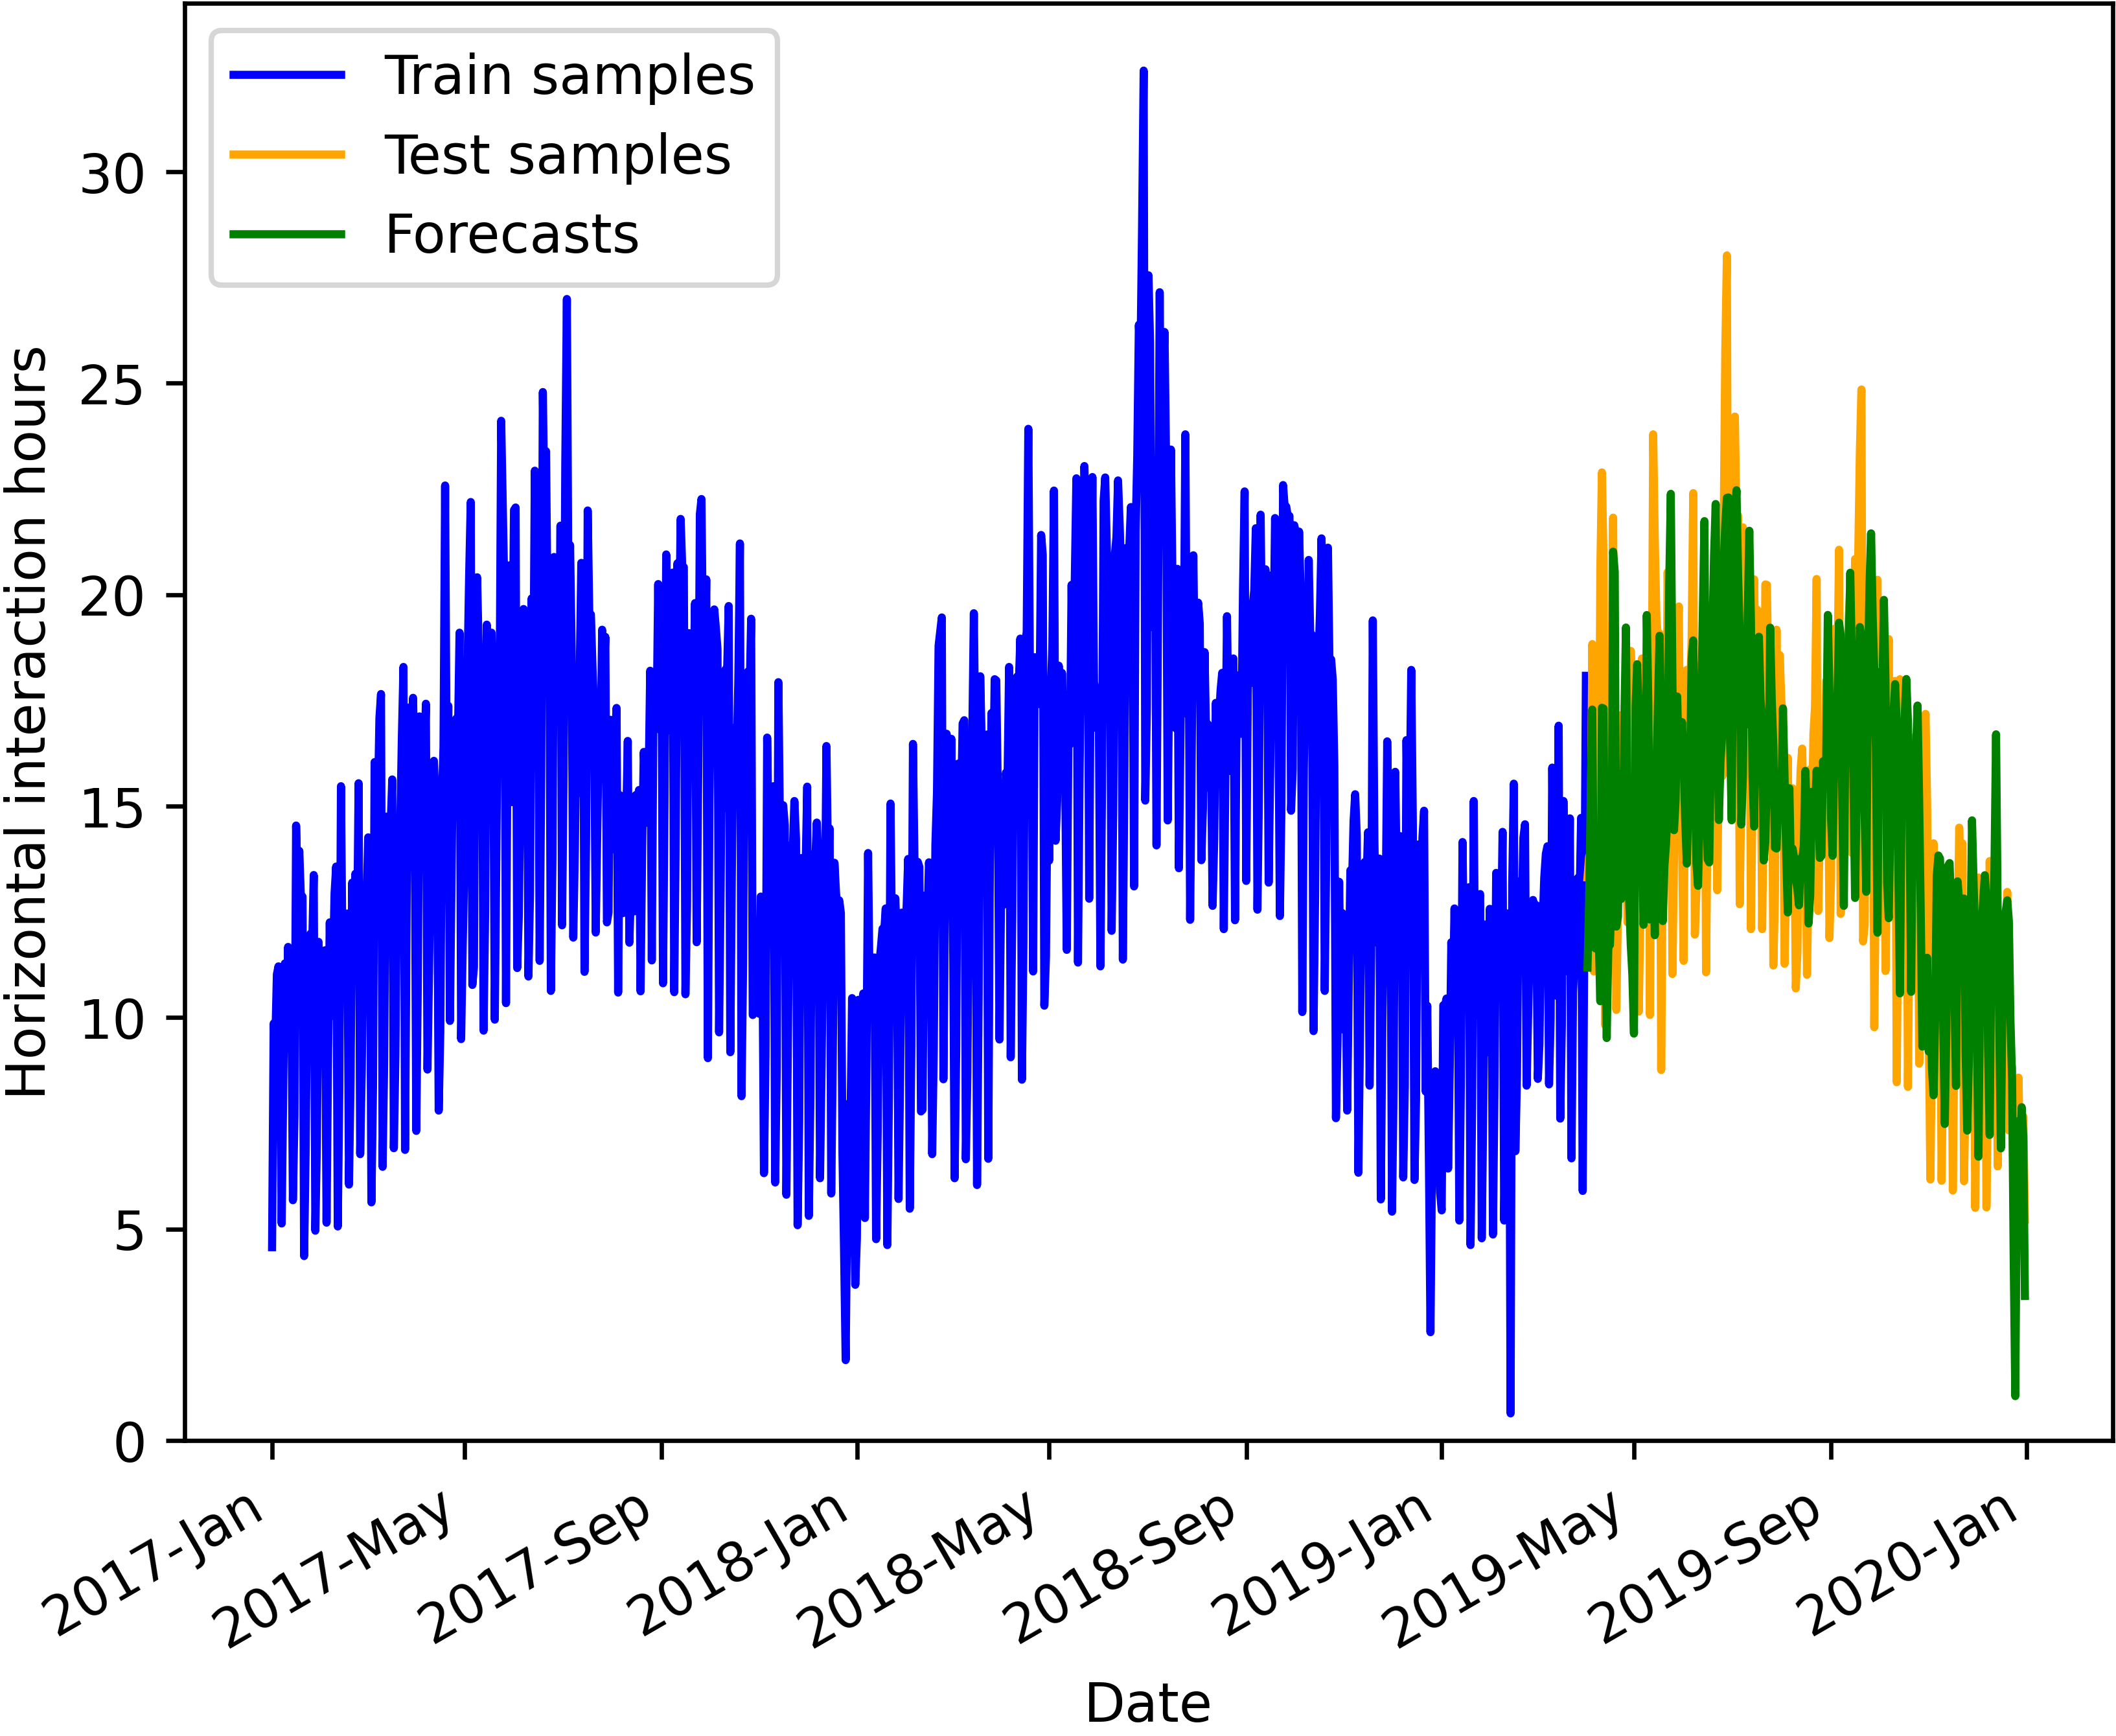 Train samples
Test samples
Forecasts
Horizontal interaction hours
30
25
20
15
10
5
0
2017-Jan
2017-May
2017-Sep
2018-Jan
2018-May
2018-Sep
2019-Jan
2019-May
2019-Sep
2020-Jan
Date